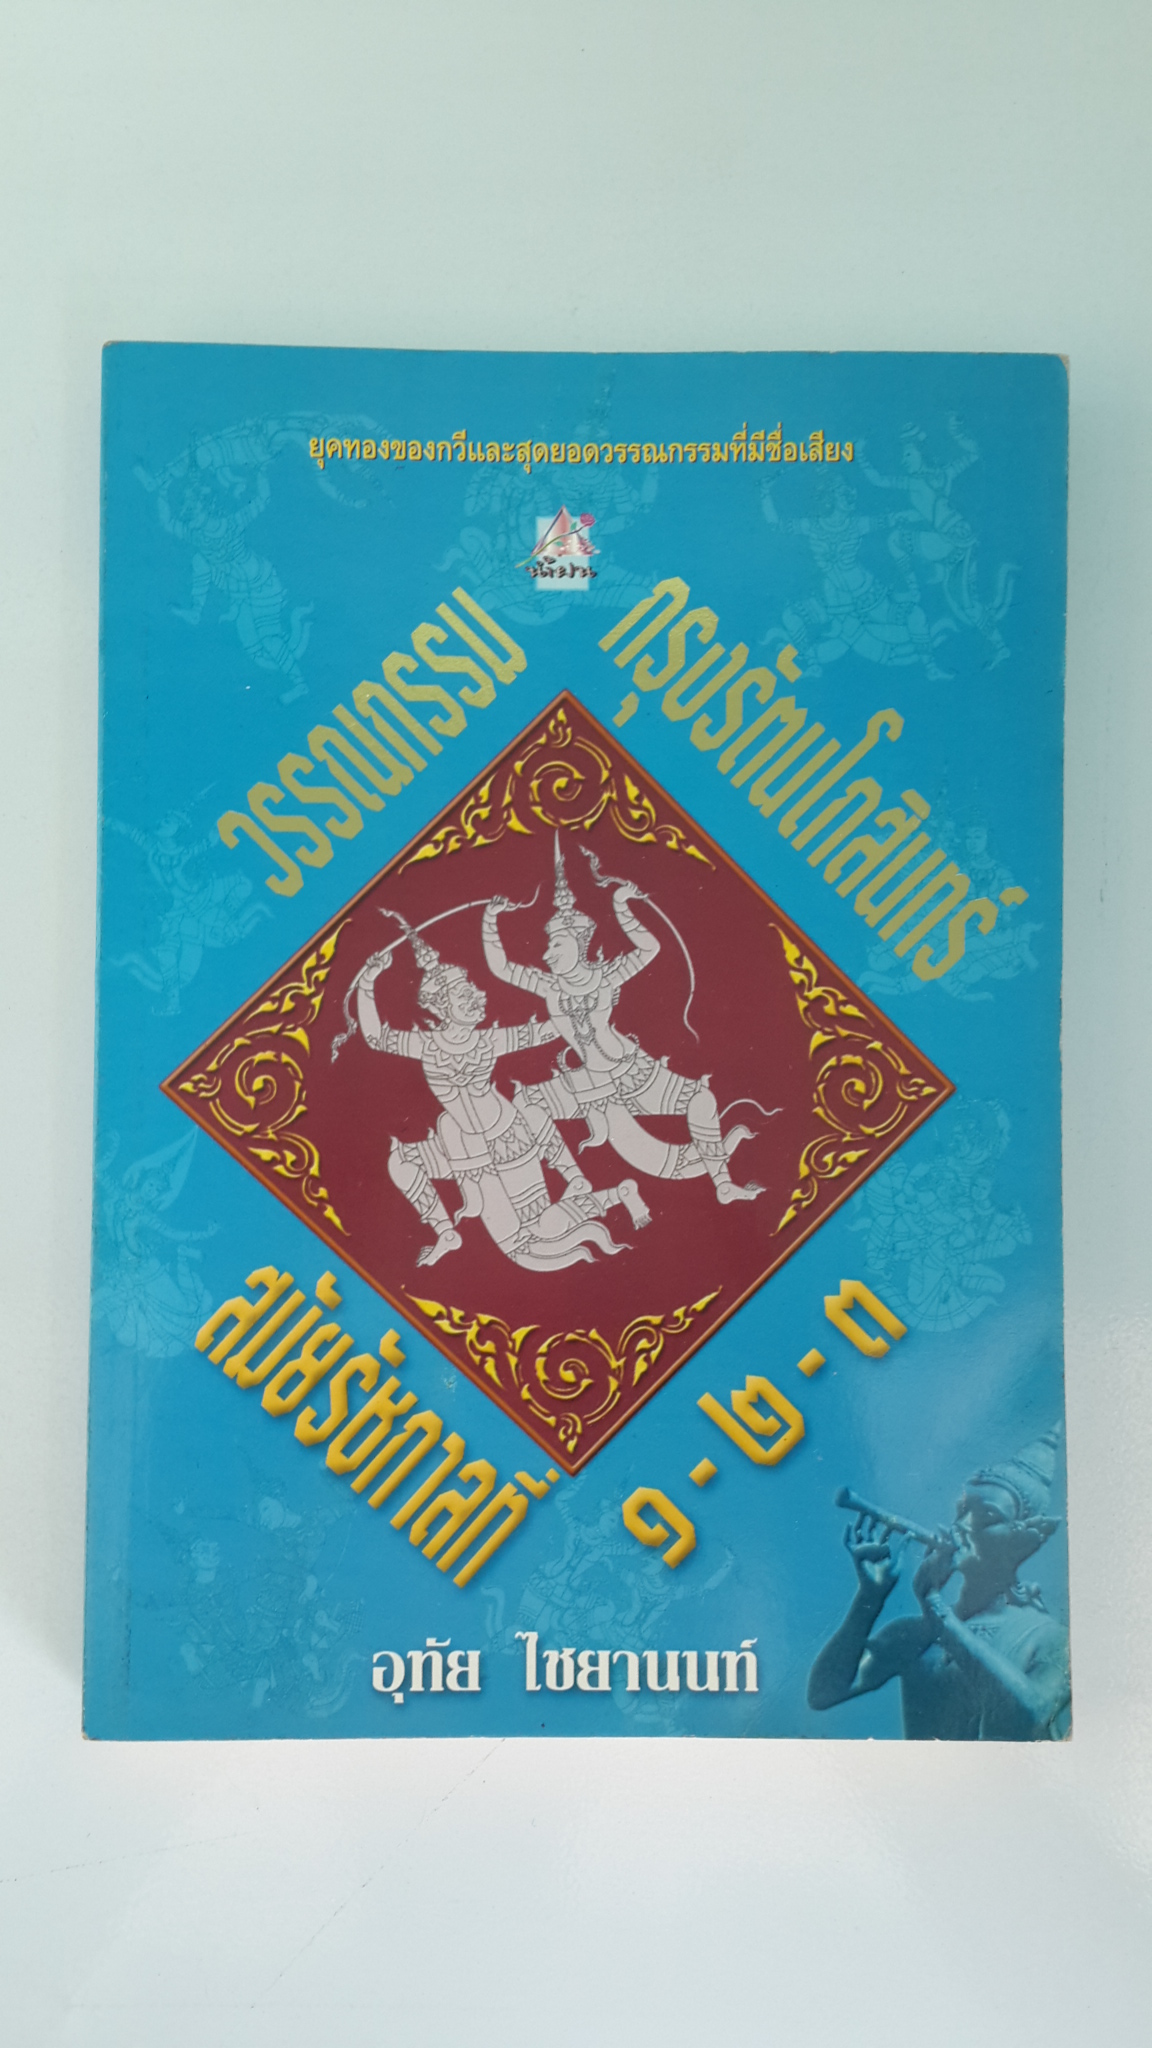 ยุคทองของกวีและสุดยอดวรรณกรรมที่มีชื่อเสียง
วรรณกรรม
กรุงรัตนโกสินทร์
สมัยรัชกาลที่
๑-๒-๓
อุทัย ไชยานนท์